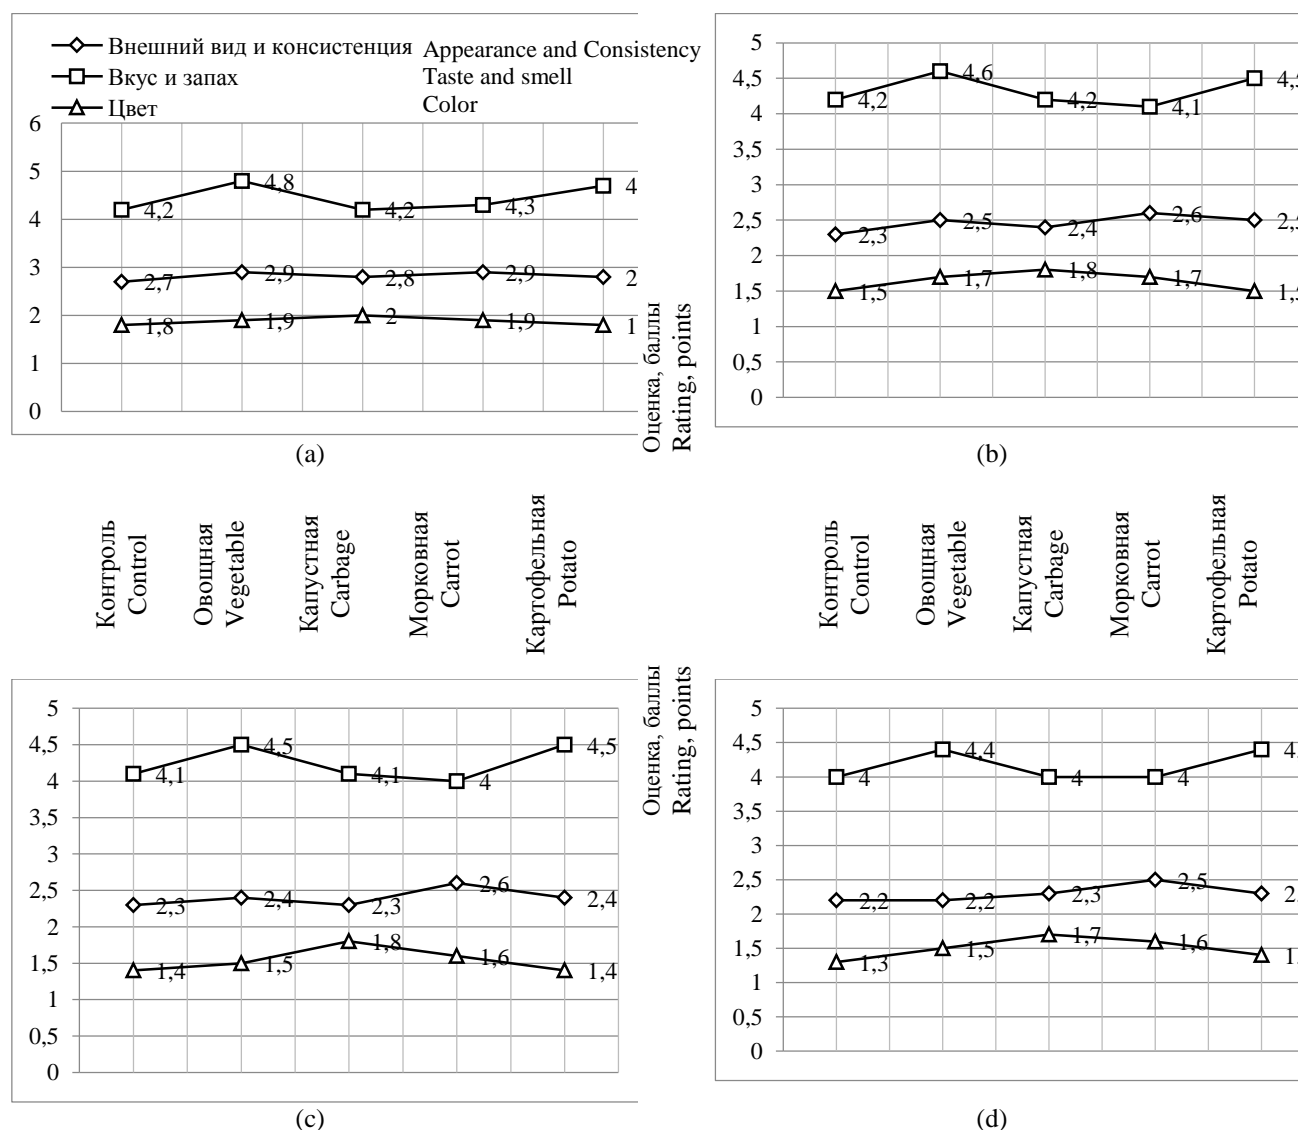 Внешний вид и консистенция Appearance and Consistency
Вкус и запах Taste and smell
Цвет Color
6
5
4
3
2
1
0
4,2 4,8 4,2 4,3 4
2,7 2,9 2,8 2,9 2
1,8 1,9 2 1,9 1
(a)
Оценка, баллы
Rating, points
5
4,5
4
3,5
3
2,5
2
1,5
1
0,5
0
4,2 4,6 4,2 4,1 4,5
2,3 2,5 2,4 2,6 2,5
1,5 1,7 1,8 1,7 1,5
(b)
Контроль
Control
Овощная
Vegetable
Капустная
Carbage
Морковная
Carrot
Картофельная
Potato
Контроль
Control
Овощная
Vegetable
Капустная
Carbage
Морковная
Carrot
Картофельная
Potato
5
4,5
4
3,5
3
2,5
2
1,5
1
0,5
0
4,1 4,5 4,1 4 4,5
2,3 2,4 2,3 2,6 2,4
1,4 1,5 1,8 1,6 1,4
(c)
Оценка, баллы
Rating, points
5
4,5
4
3,5
3
2,5
2
1,5
1
0,5
0
4 4,4 4 4 4,
2,2 2,2 2,3 2,5 2,
1,3 1,5 1,7 1,6 1,
(d)